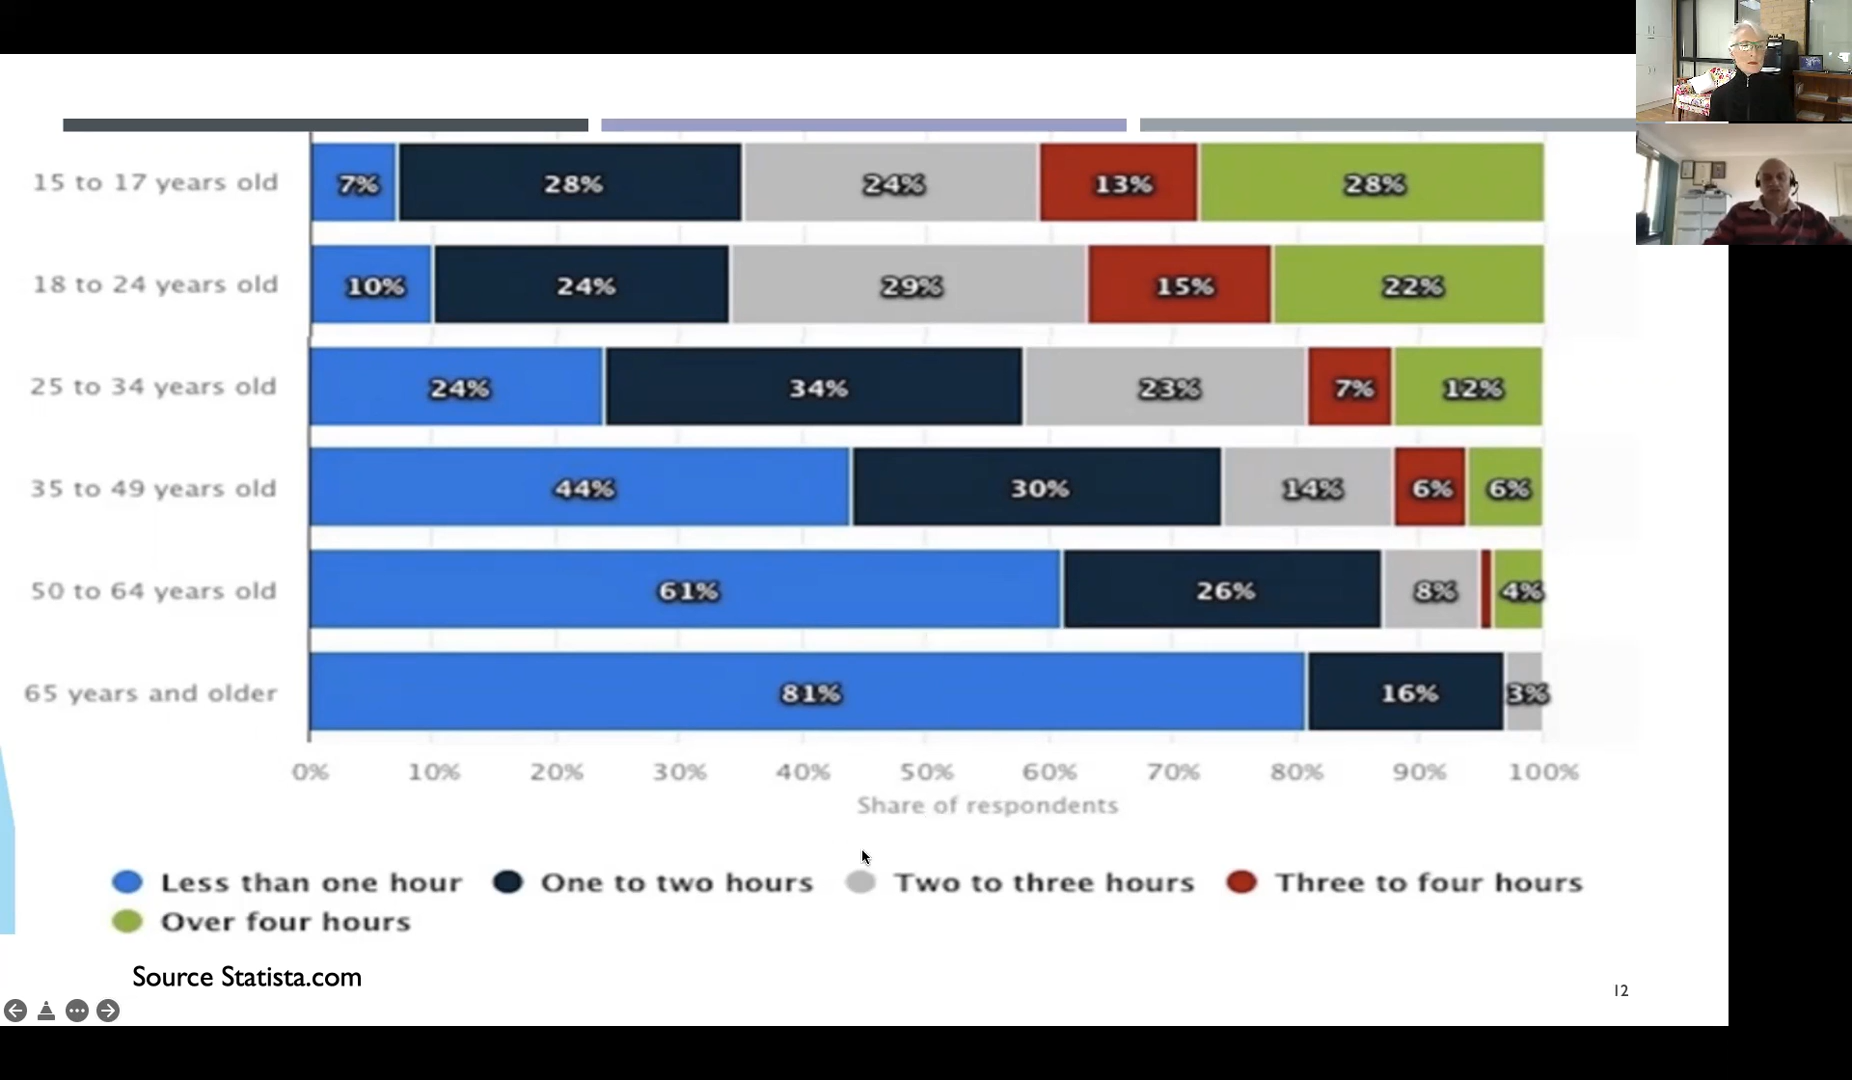 15 to 17 years old 7% 28% 24% 13% 28%
18 to 24 years old 10% 24% 29% 15% 22%
25 to 34 years old 24% 34% 23% 7% 12%
35 to 49 years old 44% 30% 14% 6% 6%
50 to 64 years old 61% 26% 8% 4%
65 years and older 81% 16% 3%
0% 10% 20% 30% 40% 50% 60% 70% 80% 90% 100%
Share of respondents
Less than one hour One to two hours Two to three hours Three to four hours
Over four hours
Source Statista.com
12